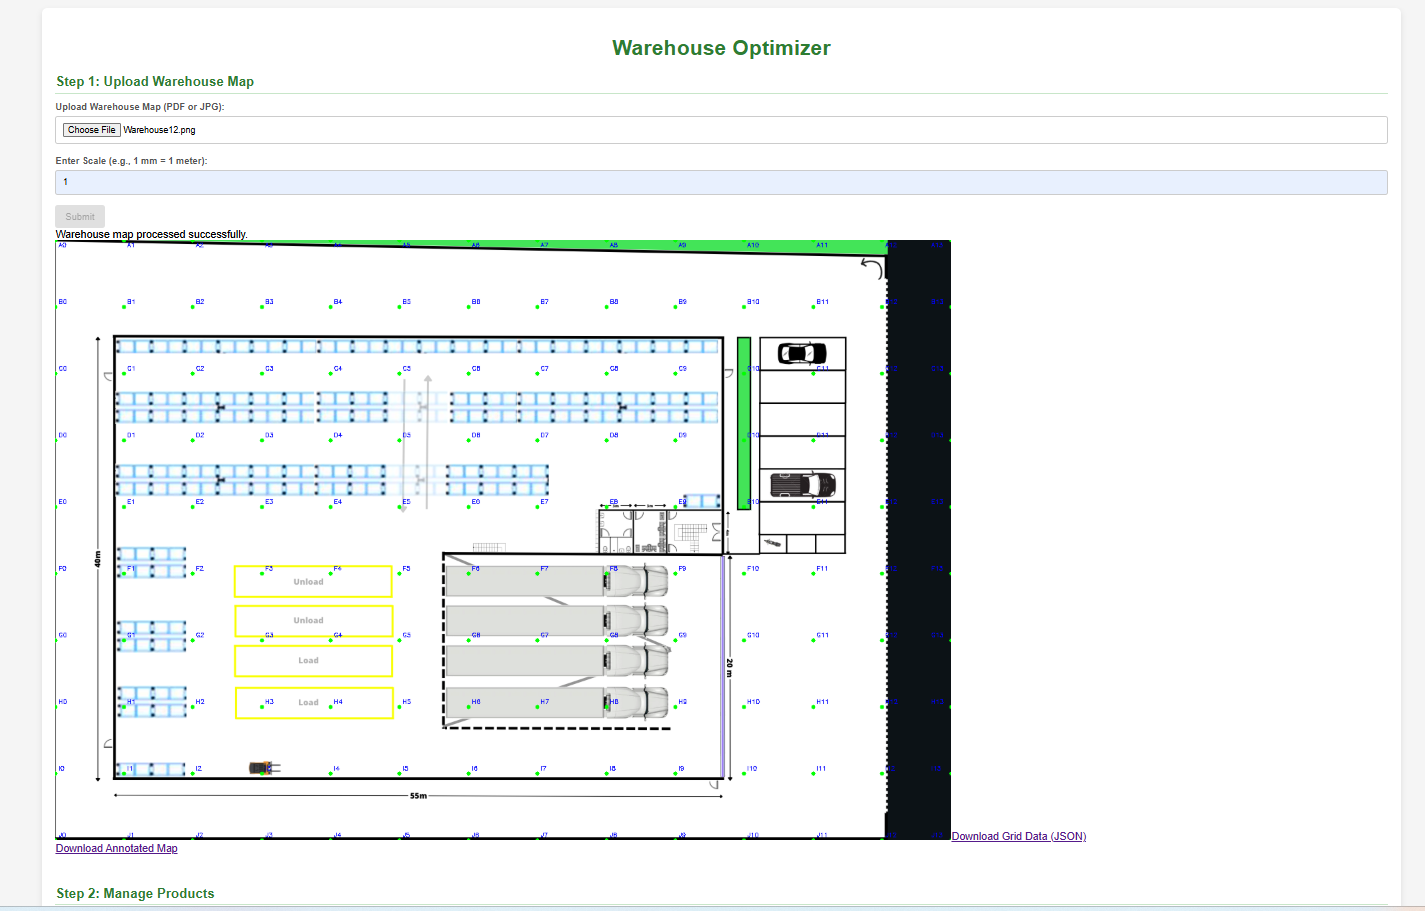 Warehouse Optimizer
Step 1: Upload Warehouse Map
Upload Warehouse Map (PDF or JPG):
Choose File Warehouse12.png
Enter Scale (e.g., 1 mm = 1 meter):
1
Submit
Warehouse map processed successfully.
A0 A1 A2 A3 A4 A5 A6 A7 A8 A9 A10 A11
B0 B1 B2 B3 B4 B5 B6 B7 B8 B9 B10 B11
C0 C1 C2 C3 C4 C5 C6 C7 C8 C9 C10 C11
D0 D1 D2 D3 D4 D5 D6 D7 D8 D9 D10 D11
E0 E1 E2 E3 E4 E5 E6 E7 E8 E9 E10 E11
40m
F0 F1 F2 F3 F4 F5 F6 F7 F8 F9 F10 F11
Unload
Unload
G0 G1 G2 G3 G4 G5 G6 G7 G8 G9 G10 G11
Load
20 m
H0 H1 H2 H3 Load H4 H5 H6 H7 H8 H9 H10 H11
I0 I1 I2 I4 I5 I6 I7 I8 I9 I10 I11
55m
J0 J1 J2 J3 J4 J5 J6 J7 J8 J9 J10 J11
Download Grid Data (JSON)
Download Annotated Map
Step 2: Manage Products